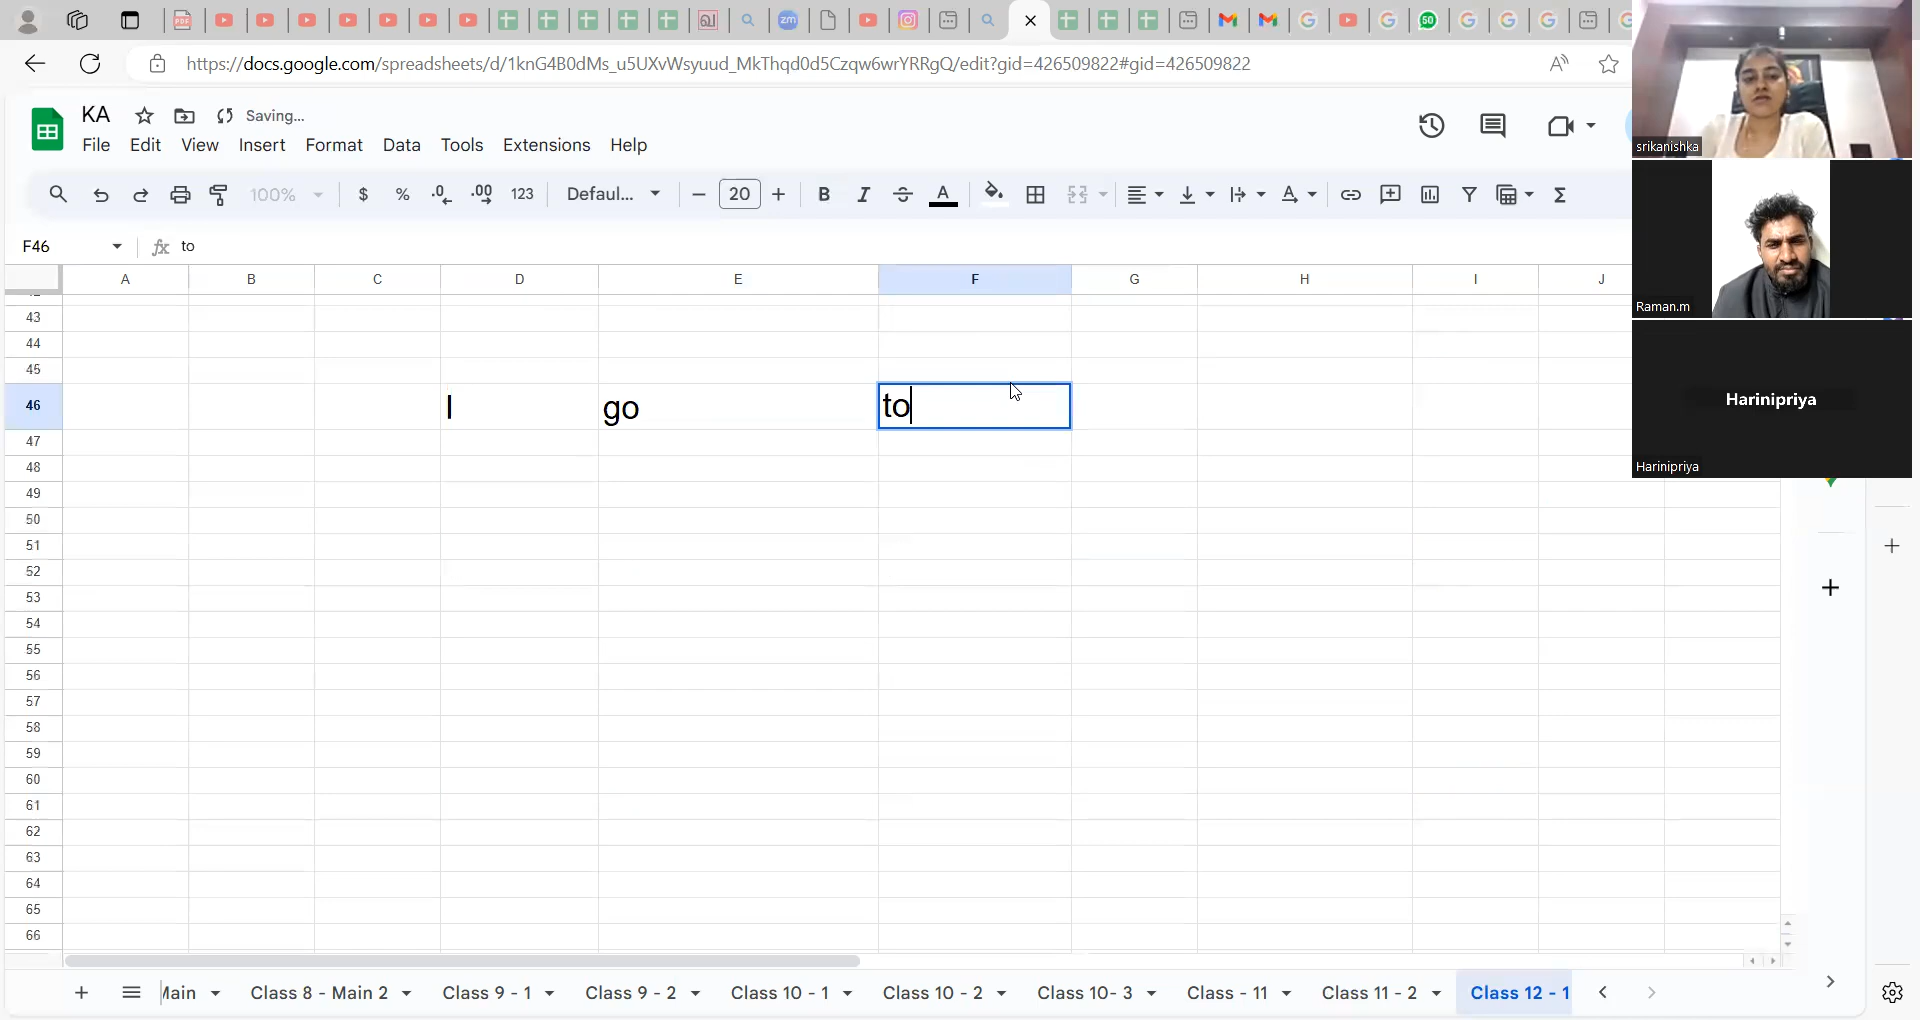 https://docs.google.com/spreadsheets/d/1knG4B0dMs_u5UXvWsyuud_MkThqd0d5Czqw6wrYRRgQ/edit?gid=426509822#gid=426509822
KA Saving...
File Edit View Insert Format Data Tools Extensions Help
100% $ % .0 .00 123 Defaul... 20 B I A
F46 fx to
A B C D E F G H I J
43
44
45
46 I go to
47
48
49
50
51
52
53
54
55
56
57
58
59
60
61
62
63
64
65
66
Class 8 - Main 2 Class 9 - 1 Class 9 - 2 Class 10 - 1 Class 10 - 2 Class 10- 3 Class - 11 Class 11 - 2 Class 12 - 1
srikanishka
Raman.m
Harinipriya
Harinipriya